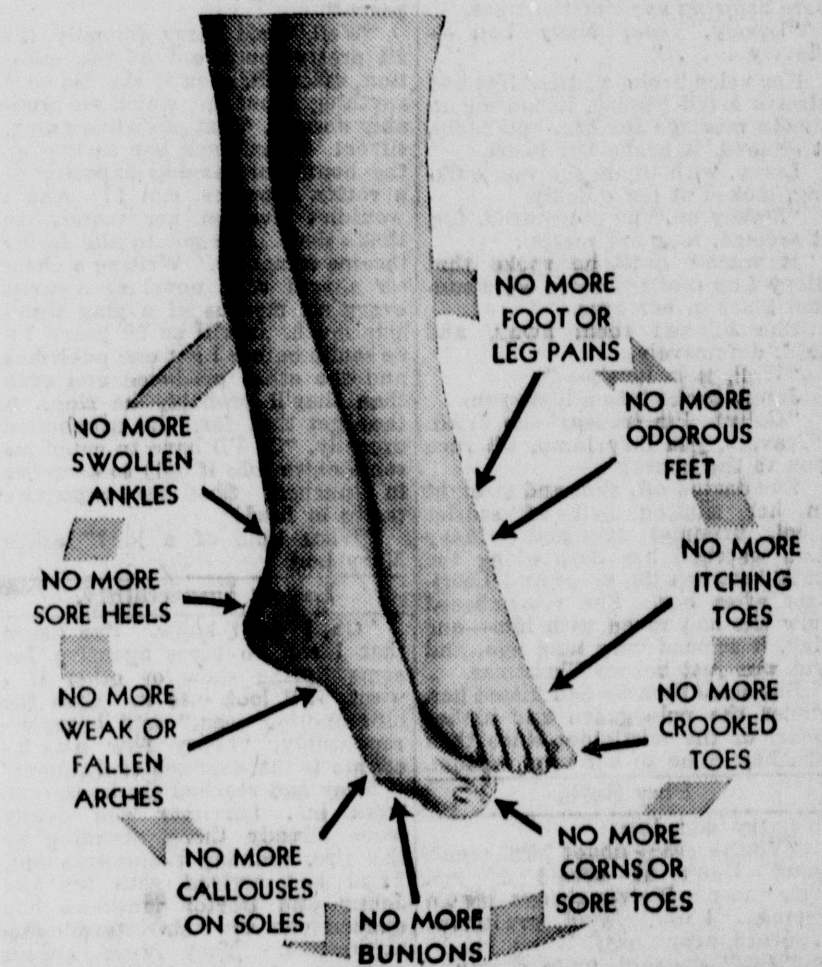 NO MORE
FOOT OR
LEG PAINS
NO MORE
ODOROUS
FEET
NO MORE
ITCHING
TOES
NO MORE
CROOKED
TOES
NO MORE
CORNS OR
SORE TOES
NO MORE
BUNIONS
NO MORE
CALLOUSES
ON SOLES
NO MORE
WEAK OR
FALLEN
ARCHES
NO MORE
SORE HEELS
NO MORE
SWOLLEN
ANKLES